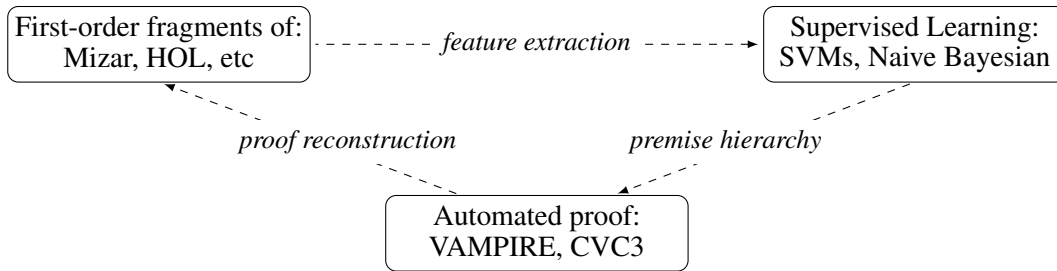 First-order fragments of:
Mizar, HOL, etc
feature extraction
Supervised Learning:
SVMs, Naive Bayesian
proof reconstruction
premise hierarchy
Automated proof:
VAMPIRE, CVC3